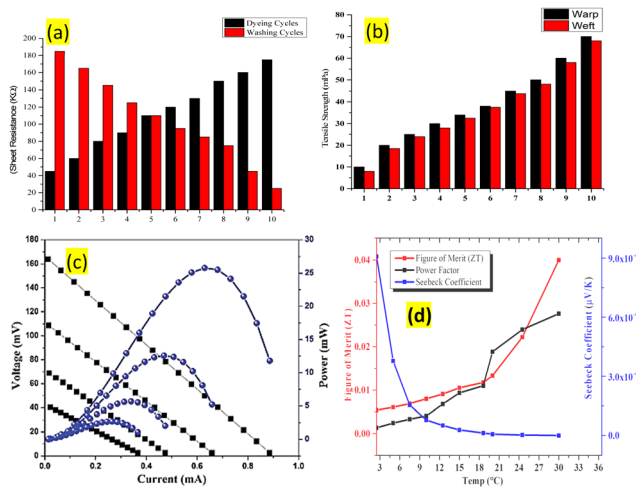 (a)
Dyeing Cycles
Washing Cycles
(Sheet Resistance (KΩ)
200
180
160
140
120
100
80
60
40
20
0
1 2 3 4 5 6 7 8 9 10
(b)
Warp
Weft
Tensile Strength (mPa)
80
70
60
50
40
30
20
10
0
1 2 3 4 5 6 7 8 9 10
(c)
Voltage (mV)
180
160
140
120
100
80
60
40
20
0
Power (mW)
30
25
20
15
10
5
0
0.0 0.2 0.4 0.6 0.8 1.0
Current (mA)
(d)
Figure of Merit (ZT)
Power Factor
Seebeck Coefficient
Figure of Merit (ZT)
0.04
0.03
0.01
0.00
Seebeck Coefficient (μV/K)
0.0
3 6 9 12 15 18 21 24 27 30 33
Temp (°C)